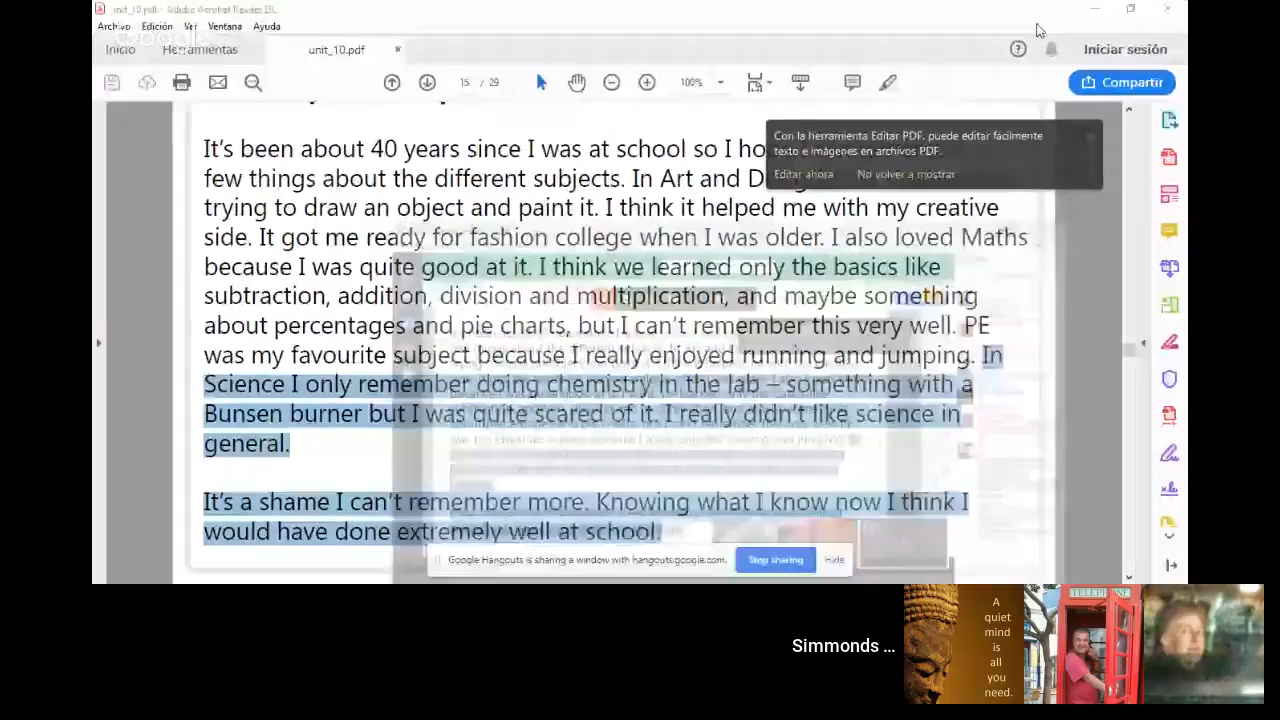 unit_10.pdf - Adobe Acrobat Reader DC
Archivo Edición Ver Ventana Ayuda
Inicio Herramientas unit_10.pdf × Iniciar sesión
15 / 29 100% Compartir
Con la herramienta Editar PDF, puede editar fácilmente
texto e imágenes en archivos PDF.
Editar ahora No volver a mostrar
It's been about 40 years since I was at school so I
few things about the different subjects. In Art and
trying to draw an object and paint it. I think it helped me with my creative
side. It got me ready for fashion college when I was older. I also loved Maths
because I was quite good at it. I think we learned only the basics like
subtraction, addition, division and multiplication, and maybe something
about percentages and pie charts, but I can't remember this very well. PE
was my favourite subject because I really enjoyed running and jumping. In
Science I only remember doing chemistry in the lab – something with a
Bunsen burner but I was quite scared of it. I really didn't like science in
general.
It's a shame I can't remember more. Knowing what I know now I think I
would have done extremely well at school.
Google Hangouts is sharing a window with hangouts.google.com. Stop sharing Hide
Simmonds ...
TELEPHONE
A
quiet
mind
is
all
you
need.